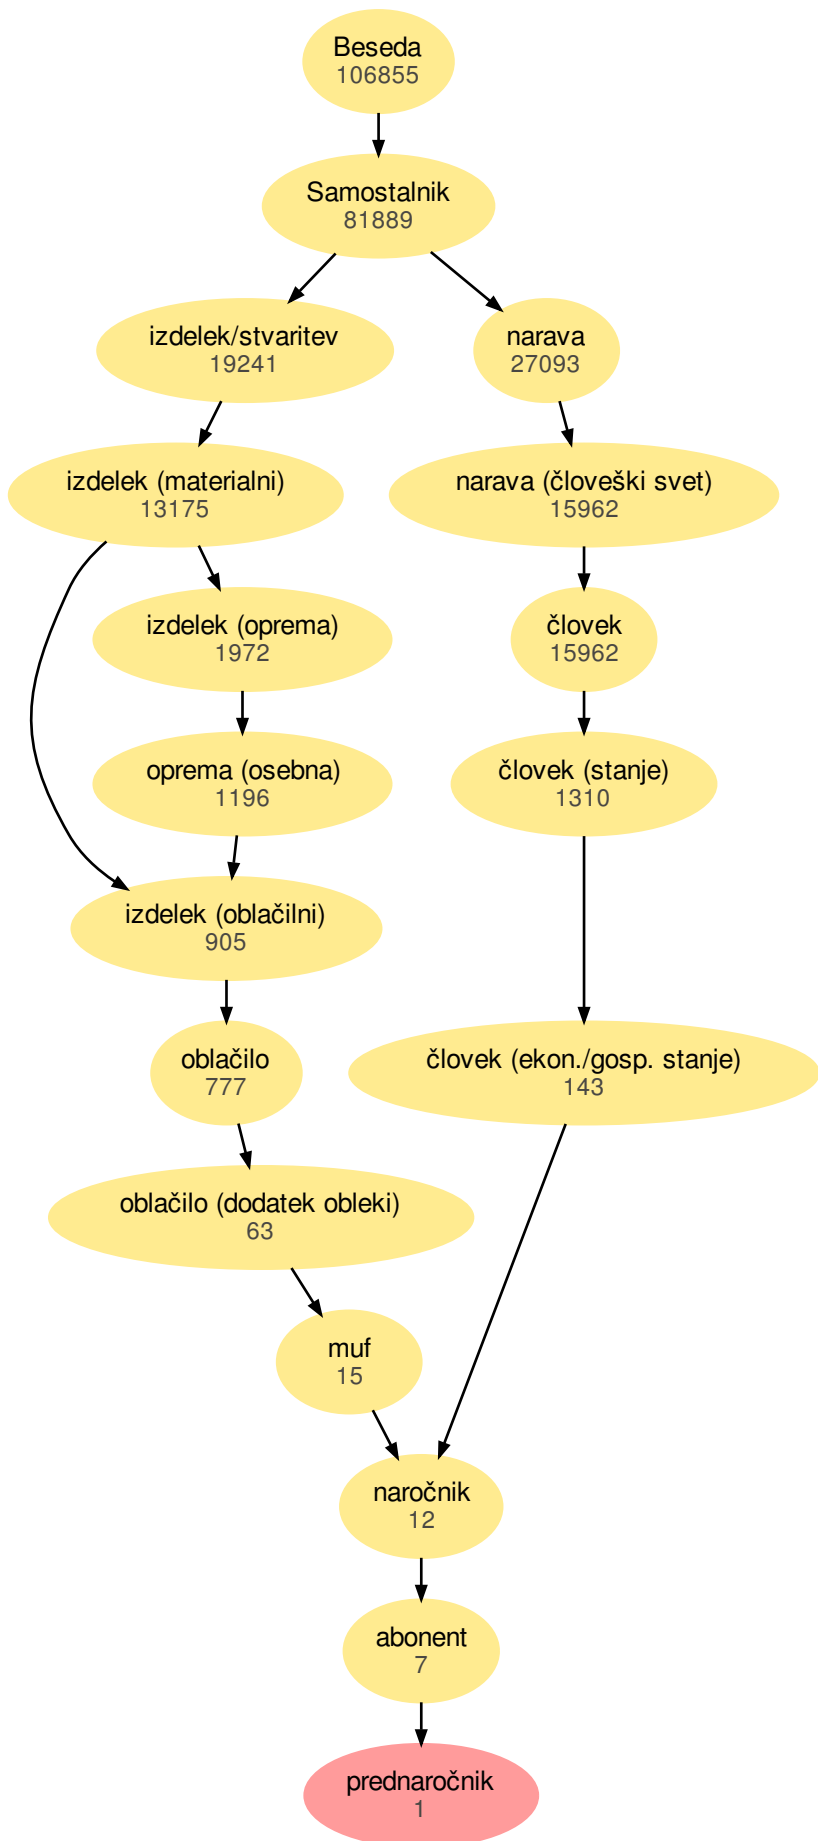 Beseda
106855
Samostalnik
81889
izdelek/stvaritev
19241
narava
27093
izdelek (materialni)
13175
narava (človeški svet)
15962
izdelek (oprema)
1972
človek
15962
oprema (osebna)
1196
človek (stanje)
1310
izdelek (oblačilni)
905
oblačilo
777
človek (ekon./gosp. stanje)
143
oblačilo (dodatek obleki)
63
muf
15
naročnik
12
abonent
7
prednaročnik
1